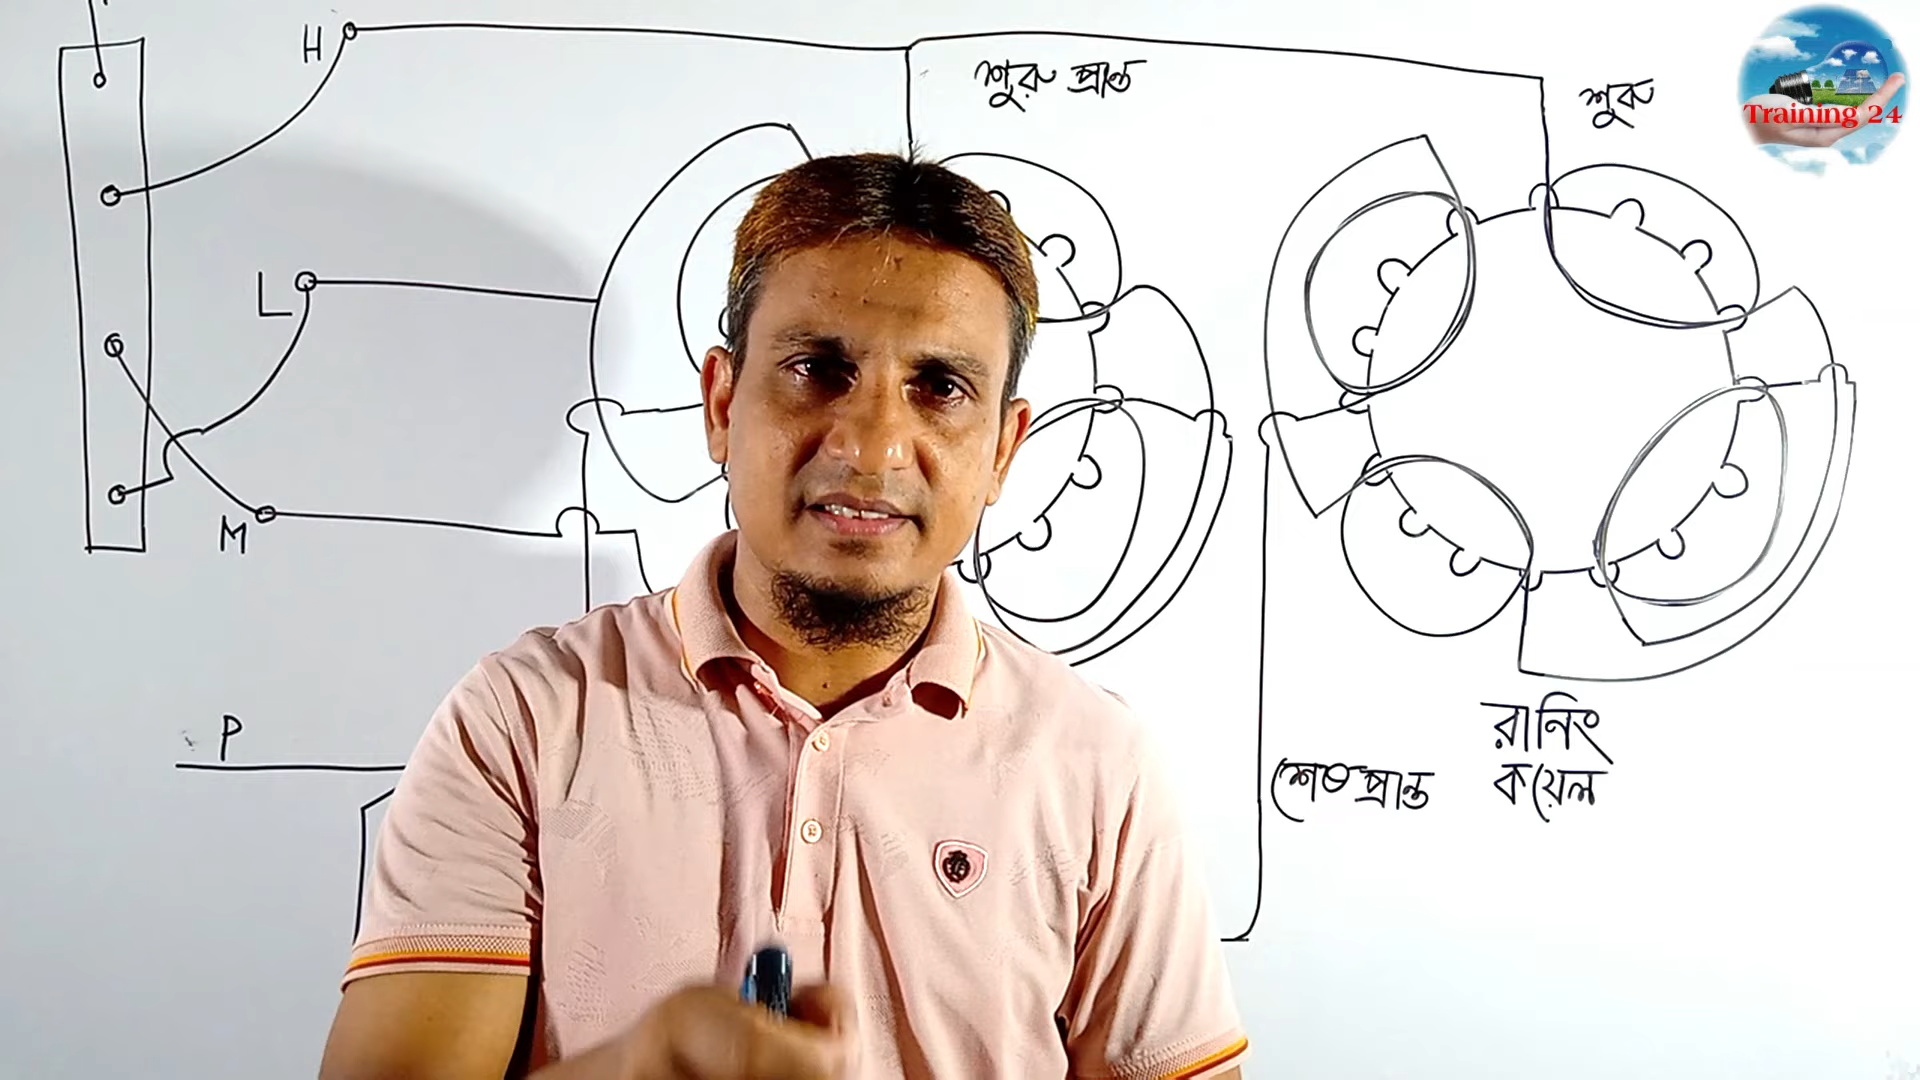 H
শুরু প্রান্ত
শুরু
Training 24
L
M
P
রানিং
কয়েল
শেষ প্রান্ত